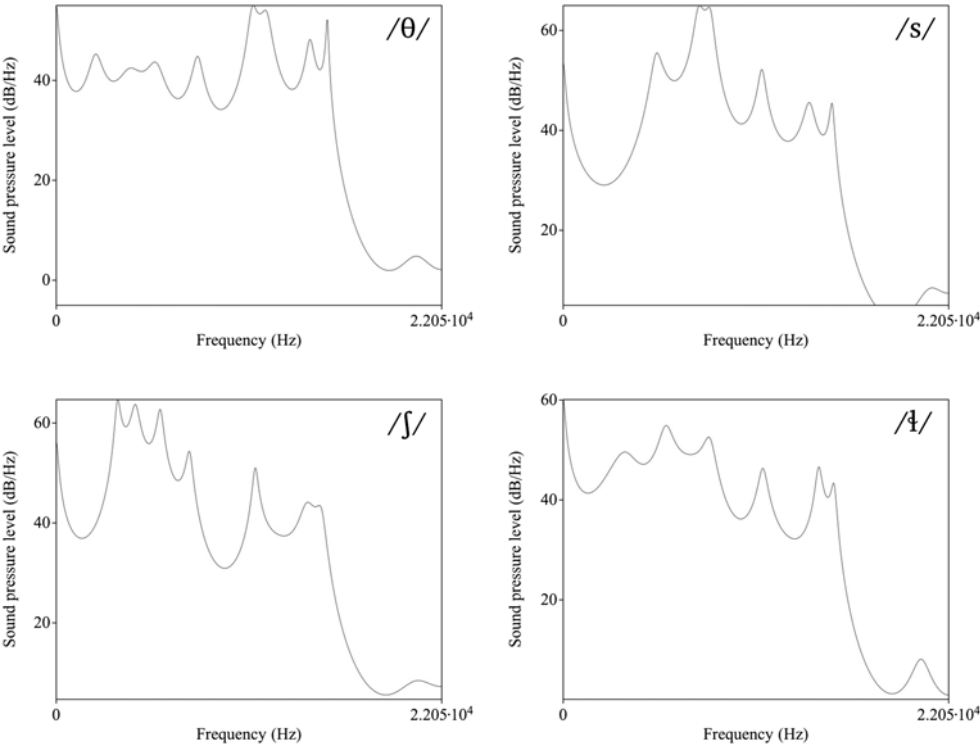 /θ/
Sound pressure level (dB/Hz)
40
20
0
0
2.205·10⁴
Frequency (Hz)
/s/
Sound pressure level (dB/Hz)
60
40
20
0
2.205·10⁴
Frequency (Hz)
/ʃ/
Sound pressure level (dB/Hz)
60
40
20
0
2.205·10⁴
Frequency (Hz)
/ɬ/
Sound pressure level (dB/Hz)
60
40
20
0
2.205·10⁴
Frequency (Hz)